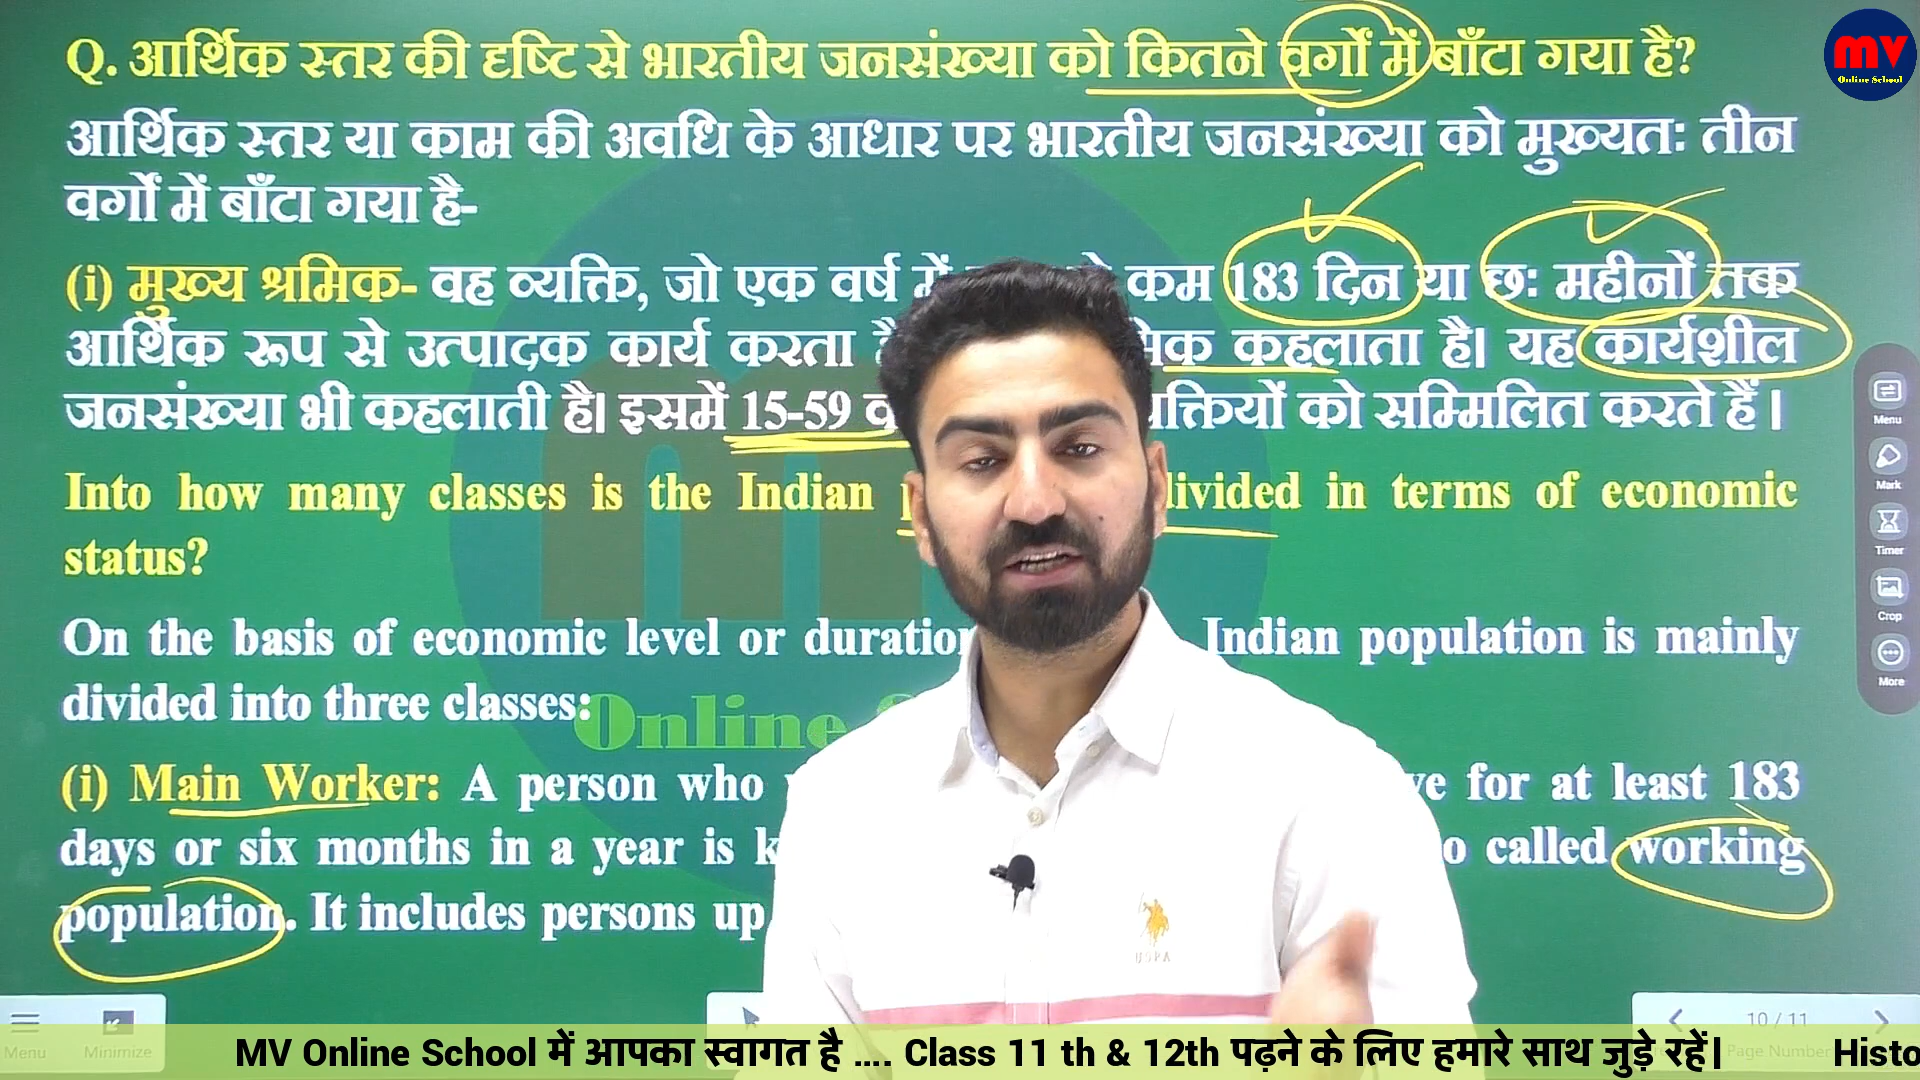 Q. आर्थिक स्तर की दृष्टि से भारतीय जनसंख्या को कितने वर्गों में बाँटा गया है?
mv
Online School
आर्थिक स्तर या काम की अवधि के आधार पर भारतीय जनसंख्या को मुख्यतः तीन
वर्गों में बाँटा गया है-
(i) मुख्य श्रमिक- वह व्यक्ति, जो एक वर्ष में कम 183 दिन या छः महीनों तक
आर्थिक रूप से उत्पादक कार्य करता कहलाता है। यह कार्यशील
जनसंख्या भी कहलाती है। इसमें 15-59 को सम्मिलित करते हैं।
Into how many classes is the Indian divided in terms of economic
status?
On the basis of economic level or duration Indian population is mainly
divided into three classes:
Online
(i) Main Worker: A person who for at least 183
days or six months in a year is called working
population. It includes persons up
Menu
Mark
Timer
Crop
More
USPA
10 / 11
Menu Minimize Page Number
MV Online School में आपका स्वागत है .... Class 11 th & 12th पढ़ने के लिए हमारे साथ जुड़े रहें| Histo